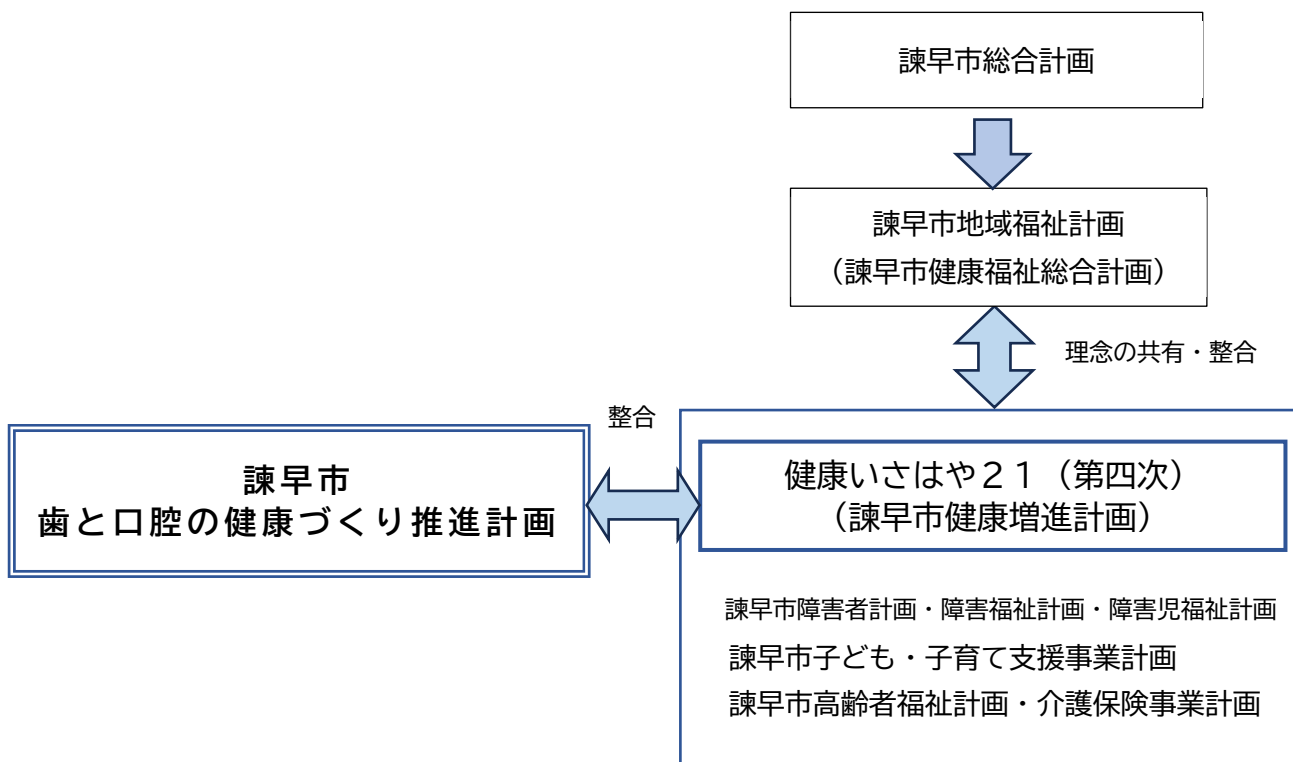 諫早市総合計画
諫早市地域福祉計画
（諫早市健康福祉総合計画）
理念の共有・整合
整合
諫早市
歯と口腔の健康づくり推進計画
健康いさはや２１（第四次）
（諫早市健康増進計画）
諫早市障害者計画・障害福祉計画・障害児福祉計画
諫早市子ども・子育て支援事業計画
諫早市高齢者福祉計画・介護保険事業計画